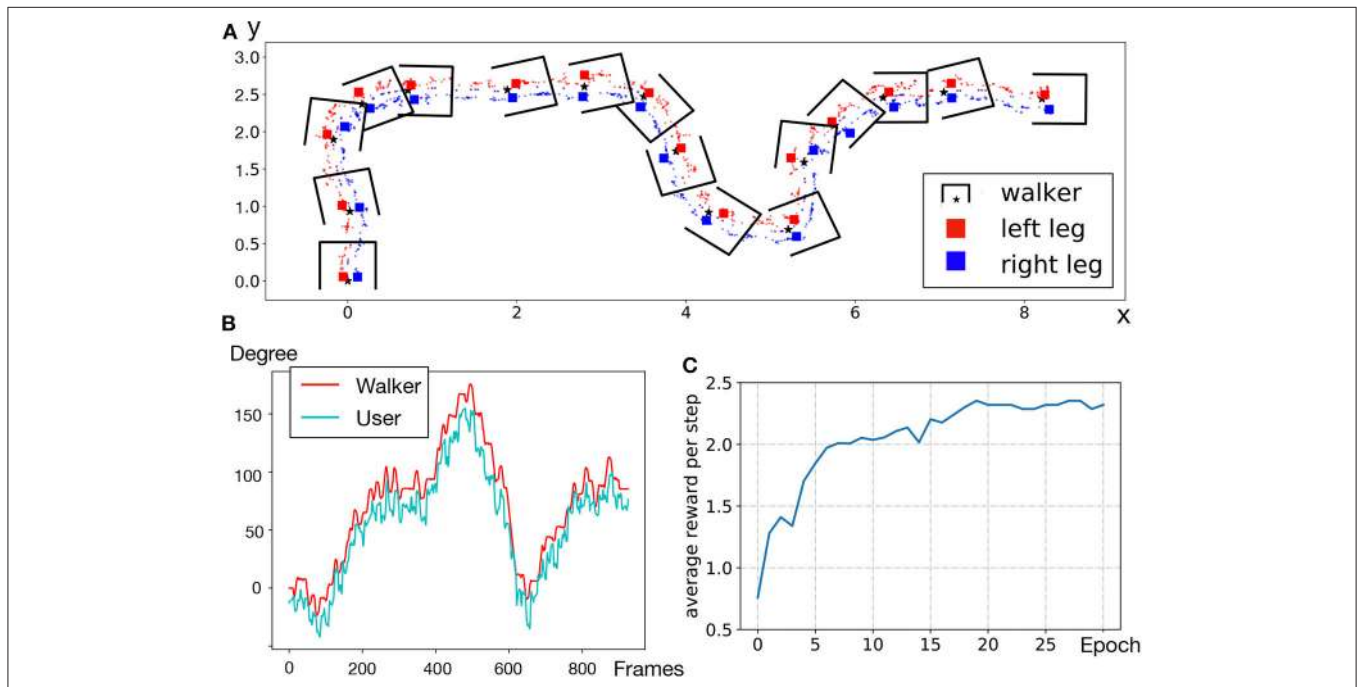 A y
3.0
2.5
2.0
1.5
1.0
0.5
0.0
0 2 4 6 8 x
walker
left leg
right leg
B
Degree
Walker
User
150
100
50
0
0 200 400 600 800 Frames
C
2.5
2.0
1.5
1.0
0.5
average reward per step
0 5 10 15 20 25 Epoch